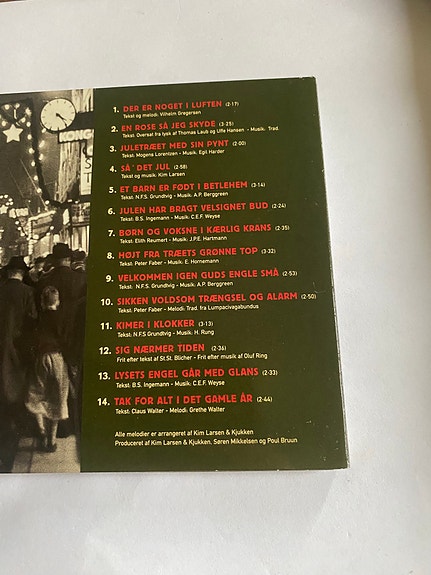 KONG
1. DER ER NOGET I LUFTEN (2:17)
Tekst og melodi: Vilhelm Gregersen
2. EN ROSE SÅ JEG SKYDE (3:25)
Tekst: Oversat fra tysk af Thomas Laub og Uffe Hansen - Musik: Trad.
3. JULETRÆET MED SIN PYNT (2:00)
Tekst: Mogens Lorentzen - Musik: Egil Harder
4. SÅ' DET JUL (2:58)
Tekst og musik: Kim Larsen
5. ET BARN ER FØDT I BETLEHEM (3:14)
Tekst: N.F.S. Grundtvig - Musik: A.P. Berggreen
6. JULEN HAR BRAGT VELSIGNET BUD (2:24)
Tekst: B.S. Ingemann - Musik: C.E.F. Weyse
7. BØRN OG VOKSNE I KÆRLIG KRANS (2:35)
Tekst: Elith Reumert - Musik: J.P.E. Hartmann
8. HØJT FRA TRÆETS GRØNNE TOP (3:32)
Tekst: Peter Faber - Musik: E. Hornemann
9. VELKOMMEN IGEN GUDS ENGLE SMÅ (2:53)
Tekst: N.F.S. Grundtvig - Musik: A.P. Berggreen
10. SIKKEN VOLDSOM TRÆNGSEL OG ALARM (2:50)
Tekst: Peter Faber - Melodi: Trad. fra Lumpacivagabundus
11. KIMER I KLOKKER (3:13)
Tekst: N.F.S Grundtvig - Musik: H. Rung
12. SIG NÆRMER TIDEN (2:36)
Frit efter tekst af St.St. Blicher - Frit efter musik af Oluf Ring
13. LYSETS ENGEL GÅR MED GLANS (2:33)
Tekst: B.S. Ingemann - Musik: C.E.F. Weyse
14. TAK FOR ALT I DET GAMLE ÅR (2:44)
Tekst: Claus Walter - Melodi: Grethe Walter
Alle melodier er arrangeret af Kim Larsen & Kjukken
Produceret af Kim Larsen & Kjukken, Søren Mikkelsen og Poul Bruun